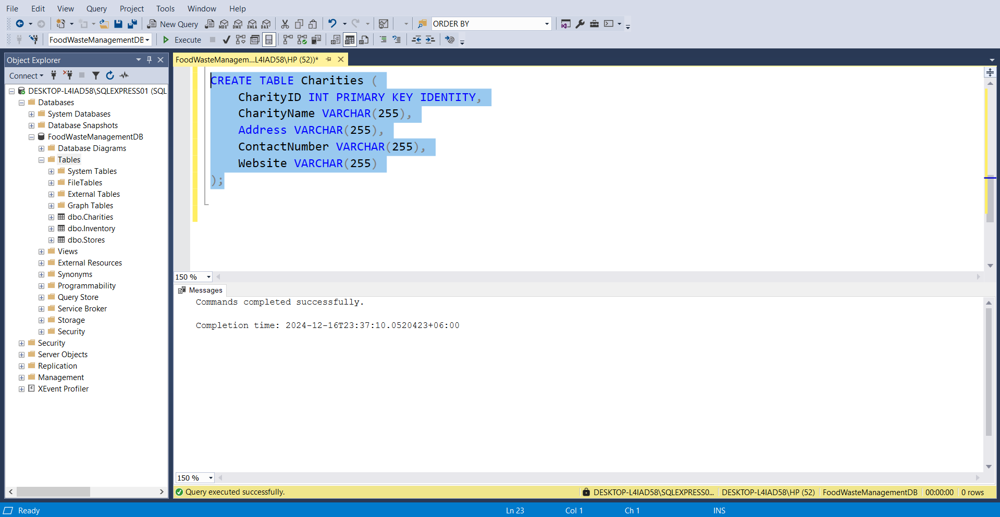 File Edit View Query Project Tools Window Help
New Query MDX DMX XMLA DAX ORDER BY
FoodWasteManagementDB Execute
Object Explorer
Connect
DESKTOP-L4IAD58\SQLEXPRESS01 (SQL
Databases
System Databases
Database Snapshots
FoodWasteManagementDB
Database Diagrams
Tables
System Tables
FileTables
External Tables
Graph Tables
dbo.Charities
dbo.Inventory
dbo.Stores
Views
External Resources
Synonyms
Programmability
Query Store
Service Broker
Storage
Security
Security
Server Objects
Replication
Management
XEvent Profiler
FoodWasteManagem...L4IAD58\HP (52))*
CREATE TABLE Charities (
CharityID INT PRIMARY KEY IDENTITY,
CharityName VARCHAR(255),
Address VARCHAR(255),
ContactNumber VARCHAR(255),
Website VARCHAR(255)
);
150 %
Messages
Commands completed successfully.
Completion time: 2024-12-16T23:37:10.0520423+06:00
150 %
Query executed successfully. DESKTOP-L4IAD58\SQLEXPRESS0... DESKTOP-L4IAD58\HP (52) FoodWasteManagementDB 00:00:00 0 rows
Ready Ln 23 Col 1 Ch 1 INS